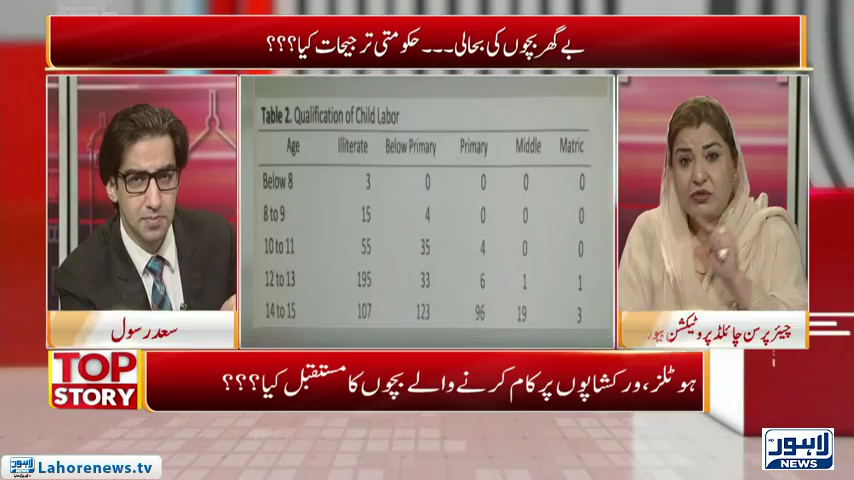 بے گھر بچوں کی بحالی۔۔۔ حکومتی ترجیحات کیا؟؟؟
Table 2. Qualification of Child Labor
Age Illiterate Below Primary Primary Middle Matric
Below 8 3 0 0 0 0
8 to 9 15 4 0 0 0
10 to 11 55 35 4 0 0
12 to 13 195 33 6 1 1
14 to 15 107 123 96 19 3
سعد رسول
چیئرپرسن چائلڈ پروٹیکشن بیورو
TOP STORY
ہوٹلز، ورکشاپوں پر کام کرنے والے بچوں کا مستقبل کیا؟؟؟
لاہور Lahorenews.tv
HD لاہور
NEWS